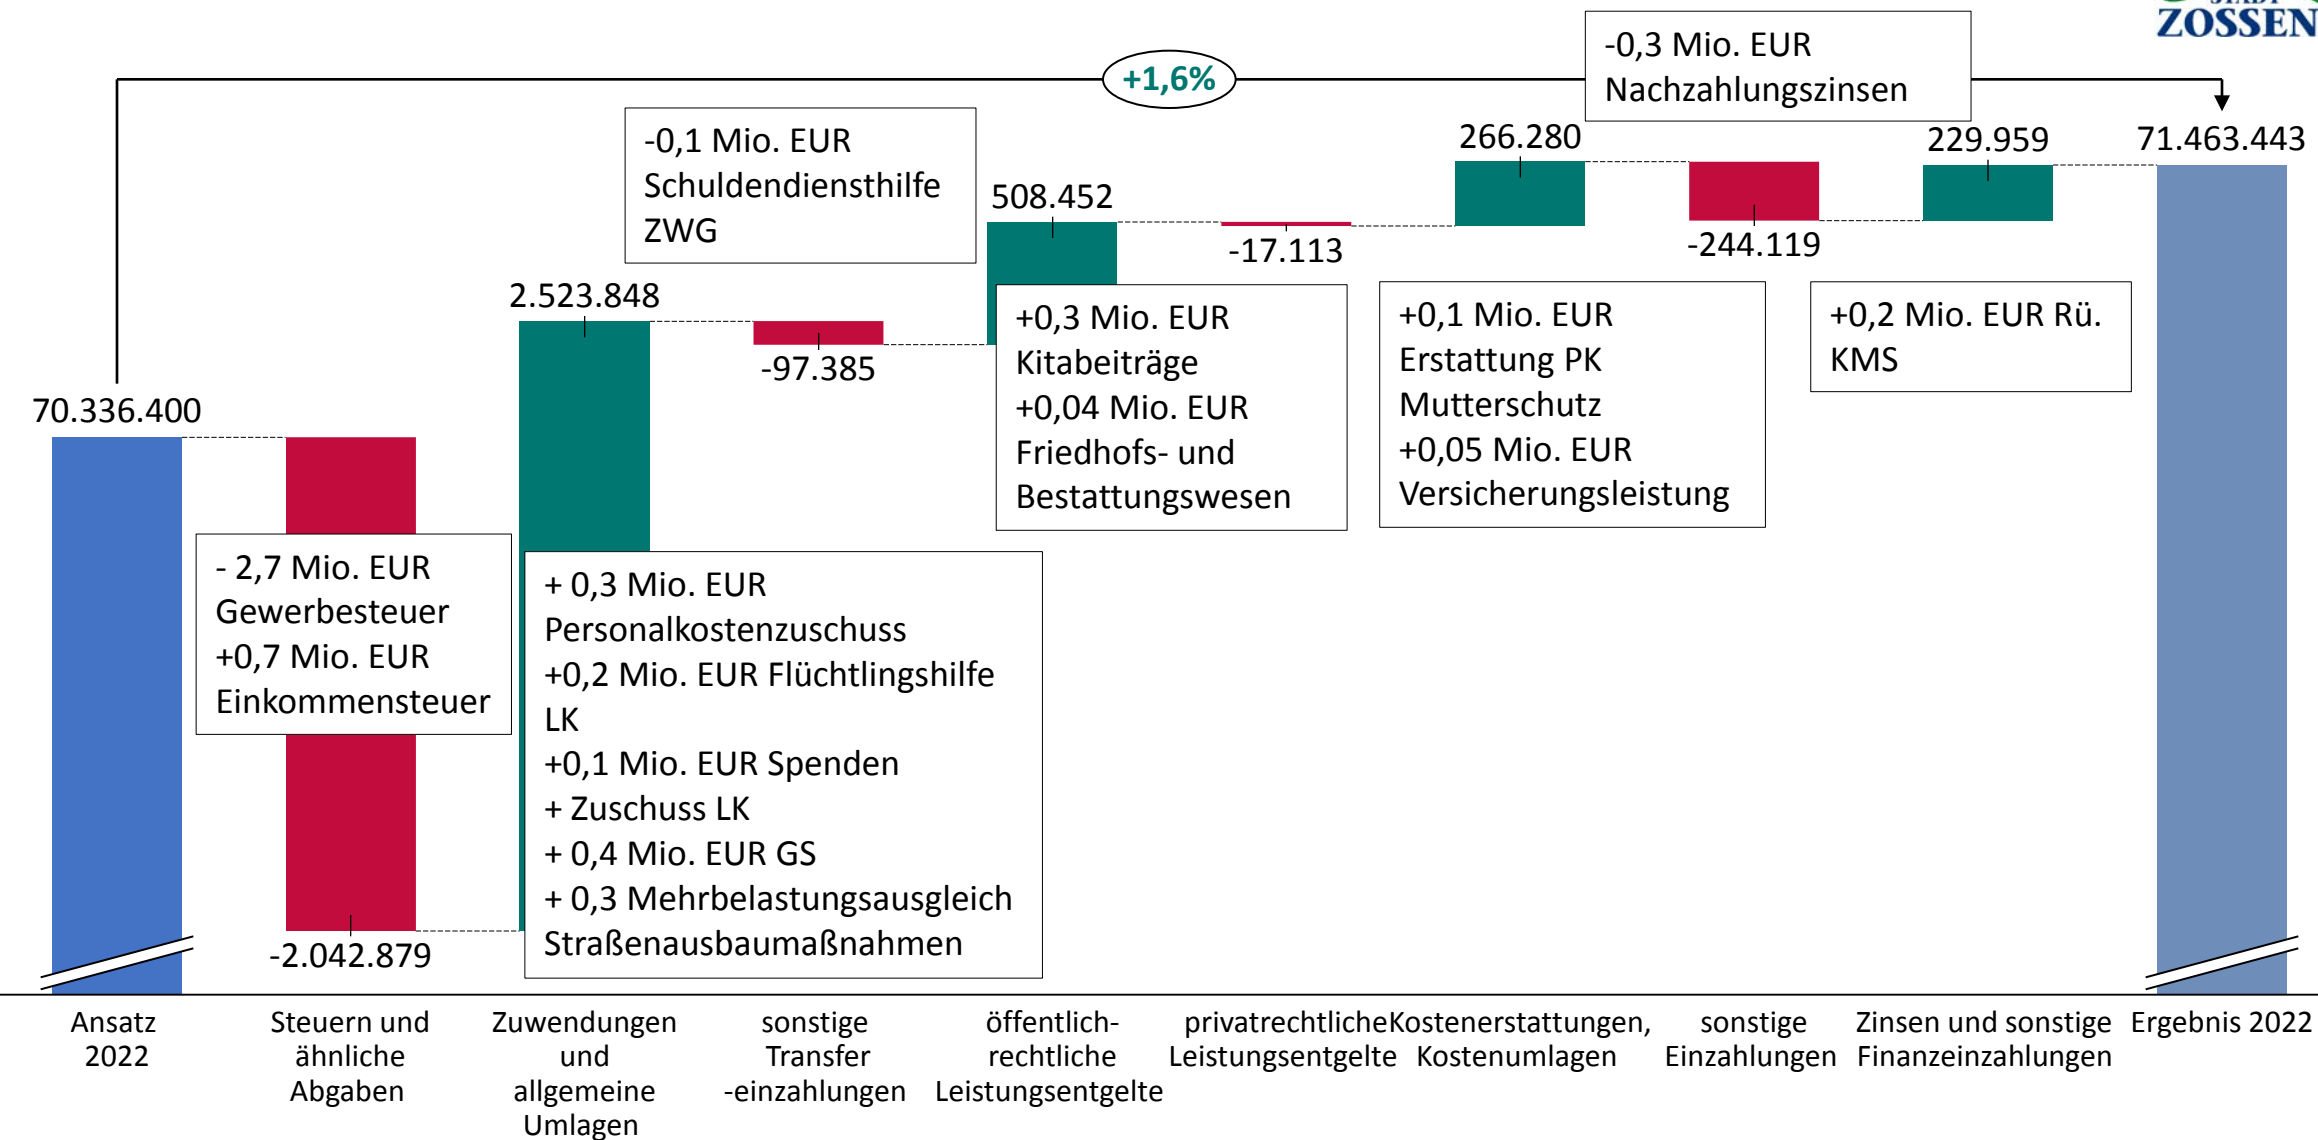 STADT
ZOSSEN
+1,6%
-0,3 Mio. EUR
Nachzahlungszinsen
-0,1 Mio. EUR
Schuldendiensthilfe
ZWG
70.336.400
-2.042.879
2.523.848
-97.385
508.452
-17.113
266.280
-244.119
229.959
71.463.443
- 2,7 Mio. EUR
Gewerbesteuer
+0,7 Mio. EUR
Einkommensteuer
+ 0,3 Mio. EUR
Personalkostenzuschuss
+0,2 Mio. EUR Flüchtlingshilfe
LK
+0,1 Mio. EUR Spenden
+ Zuschuss LK
+ 0,4 Mio. EUR GS
+ 0,3 Mehrbelastungsausgleich
Straßenausbaumaßnahmen
+0,3 Mio. EUR
Kitabeiträge
+0,04 Mio. EUR
Friedhofs- und
Bestattungswesen
+0,1 Mio. EUR
Erstattung PK
Mutterschutz
+0,05 Mio. EUR
Versicherungsleistung
+0,2 Mio. EUR Rü.
KMS
Ansatz
2022
Steuern und
ähnliche
Abgaben
Zuwendungen
und
allgemeine
Umlagen
sonstige
Transfer
-einzahlungen
öffentlich-
rechtliche
Leistungsentgelte
privatrechtliche
Leistungsentgelte
Kostenerstattungen,
Kostenumlagen
sonstige
Einzahlungen
Zinsen und sonstige
Finanzeinzahlungen
Ergebnis 2022